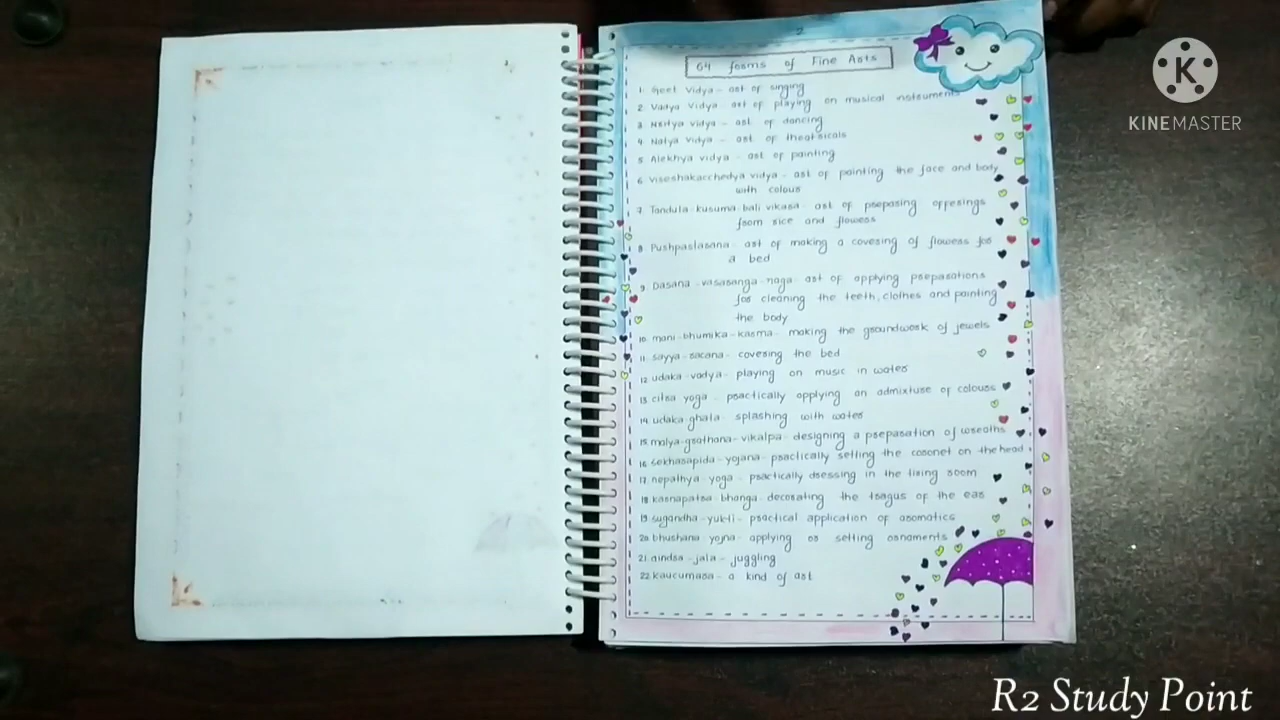 2
64 forms of Fine Arts
1. Geet Vidya - art of singing
2. Vadya Vidya art of playing on musical instruments
3 Nritya vidya - art of dancing
4 Natya vidya - art of theatricals
5 Alekhya vidya - art of painting
6 viseshakacchedya vidya - art of painting the face and body
with colour
7 Tandula-kusuma-bali vikara - art of preparing offerings
from rice and flowers
8 Pushpastarana art of making a covering of flowers for
a bed
9. Dasana-vasasanga-raga art of applying preparations
for cleaning the teeth, clothes and painting
the body
10. mani-bhumika-karma - making the groundwork of jewels
11. sayya-racana - covering the bed
12 udaka-vadya - playing on music in water
13 citra yoga - practically applying an admixture of colours
14. udaka-ghata - splashing with water
15. malya-grathana-vikalpa - designing a preparation of wreaths
16 sekharapida-yojana - practically setting the coronet on the head
17. nepathya yoga - practically dressing in the tiring room
18 karnapatra-bhanga - decorating the tragus of the ear
19. sugandha-yukti - practical application of aromatics
20 bhushana yojna - applying or setting ornaments
21. aindra-jala - juggling
22. kaucumara - a kind of art
K
KINEMASTER
R2 Study Point